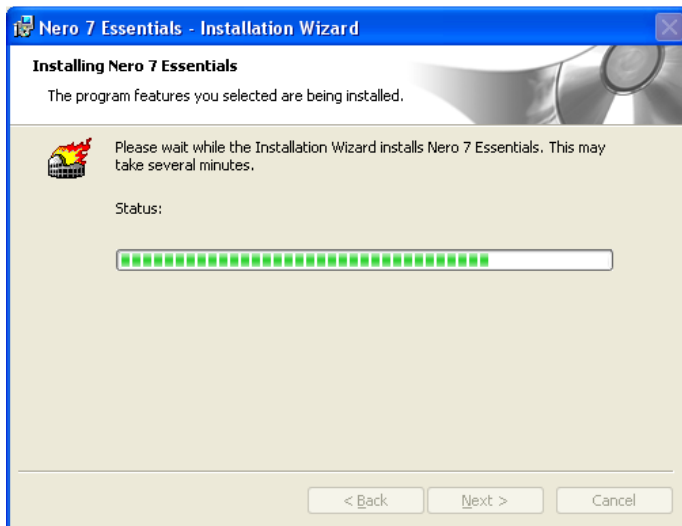 Nero 7 Essentials - Installation Wizard
Installing Nero 7 Essentials
The program features you selected are being installed.
Please wait while the Installation Wizard installs Nero 7 Essentials. This may
take several minutes.
Status:
< Back Next > Cancel